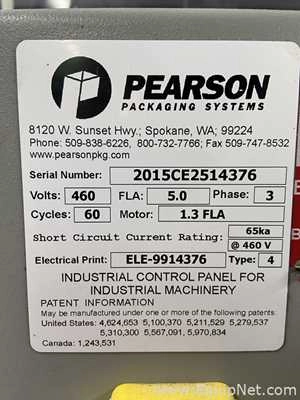 PEARSON
PACKAGING SYSTEMS
8120 W. Sunset Hwy.; Spokane, WA; 99224
Phone: 509-838-6226, 800-732-7766; Fax 509-747-8532
www.pearsonpkg.com
Serial Number: 2015CE2514376
Volts: 460 FLA: 5.0 Phase: 3
Cycles: 60 Motor: 1.3 FLA
Short Circuit Current Rating: 65ka @ 460 V
Electrical Print: ELE-9914376 Type: 4
INDUSTRIAL CONTROL PANEL FOR
INDUSTRIAL MACHINERY
PATENT INFORMATION
May be manufactured under one or more of the following patents:
United States: 4,624,653 5,100,370 5,211,529 5,279,537
5,310,300 5,567,091 5,970,834
Canada: 1,243,531